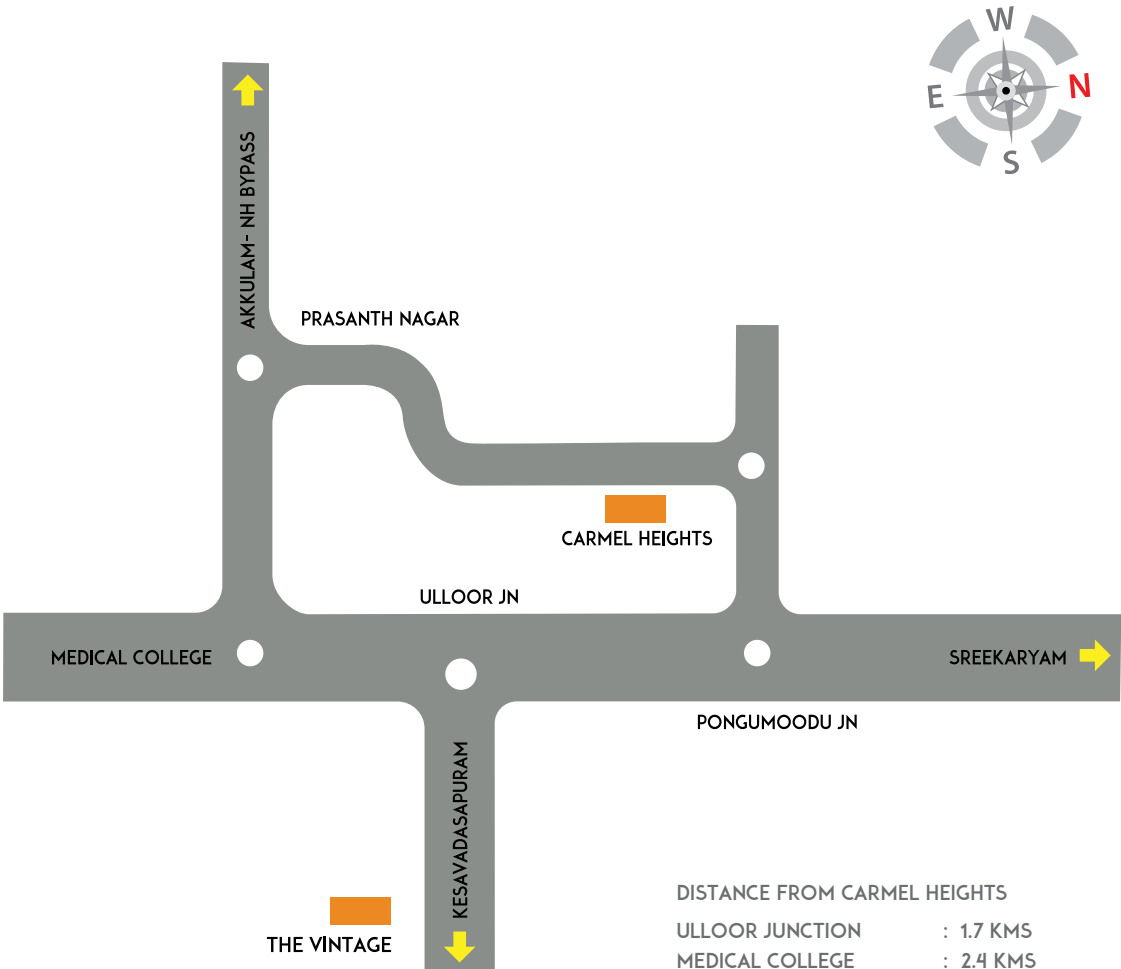 W
E
N
S
AKKULAM- NH BYPASS
PRASANTH NAGAR
CARMEL HEIGHTS
ULLOOR JN
MEDICAL COLLEGE
SREEKARYAM
PONGUMOODU JN
KESAVADASAPURAM
THE VINTAGE
DISTANCE FROM CARMEL HEIGHTS
ULLOOR JUNCTION : 1.7 KMS
MEDICAL COLLEGE : 2.4 KMS